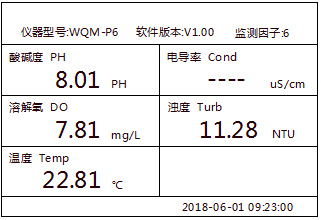 仪器型号:WQM-P6 软件版本:V1.00 监测因子:6
酸碱度 PH 电导率 Cond
8.01 PH ---- uS/cm
溶解氧 DO 浊度 Turb
7.81 mg/L 11.28 NTU
温度 Temp
22.81 ℃
2018-06-01 09:23:00